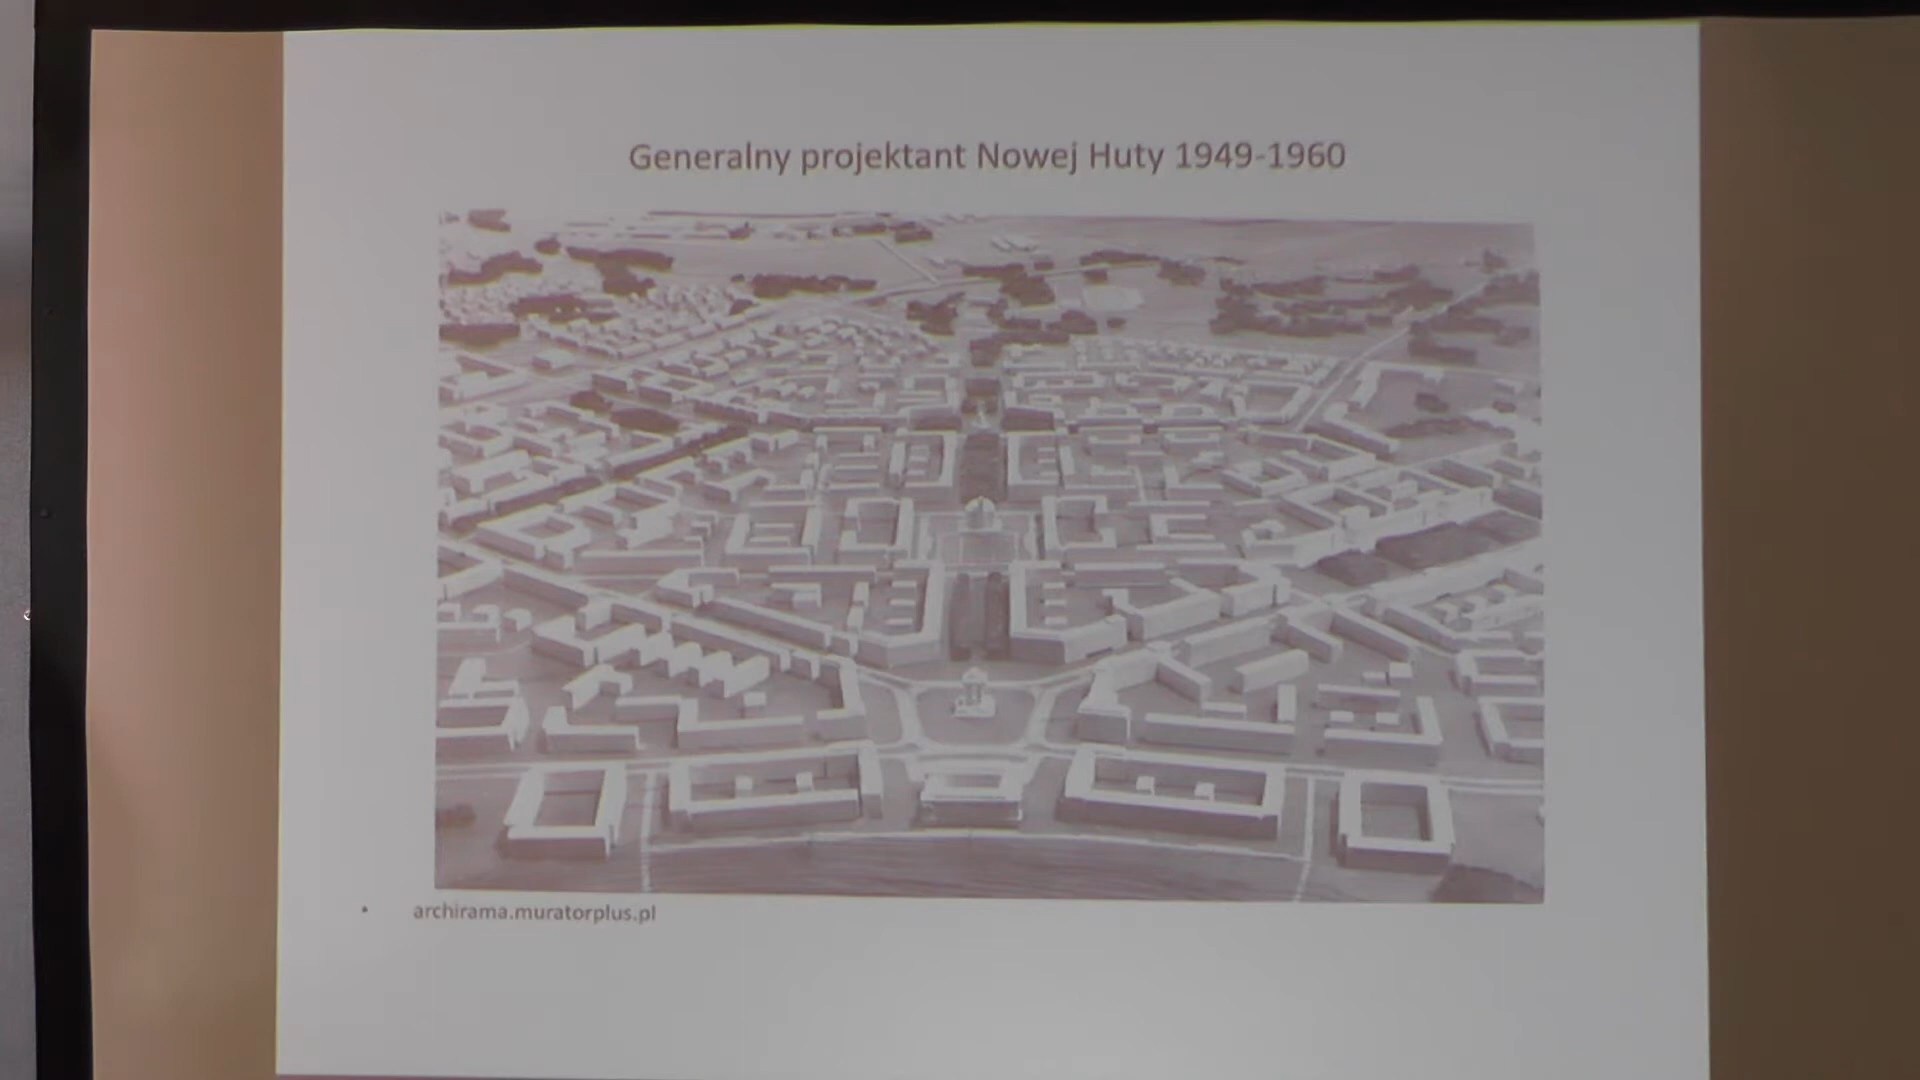 Generalny projektant Nowej Huty 1949-1960
• archirama.muratorplus.pl